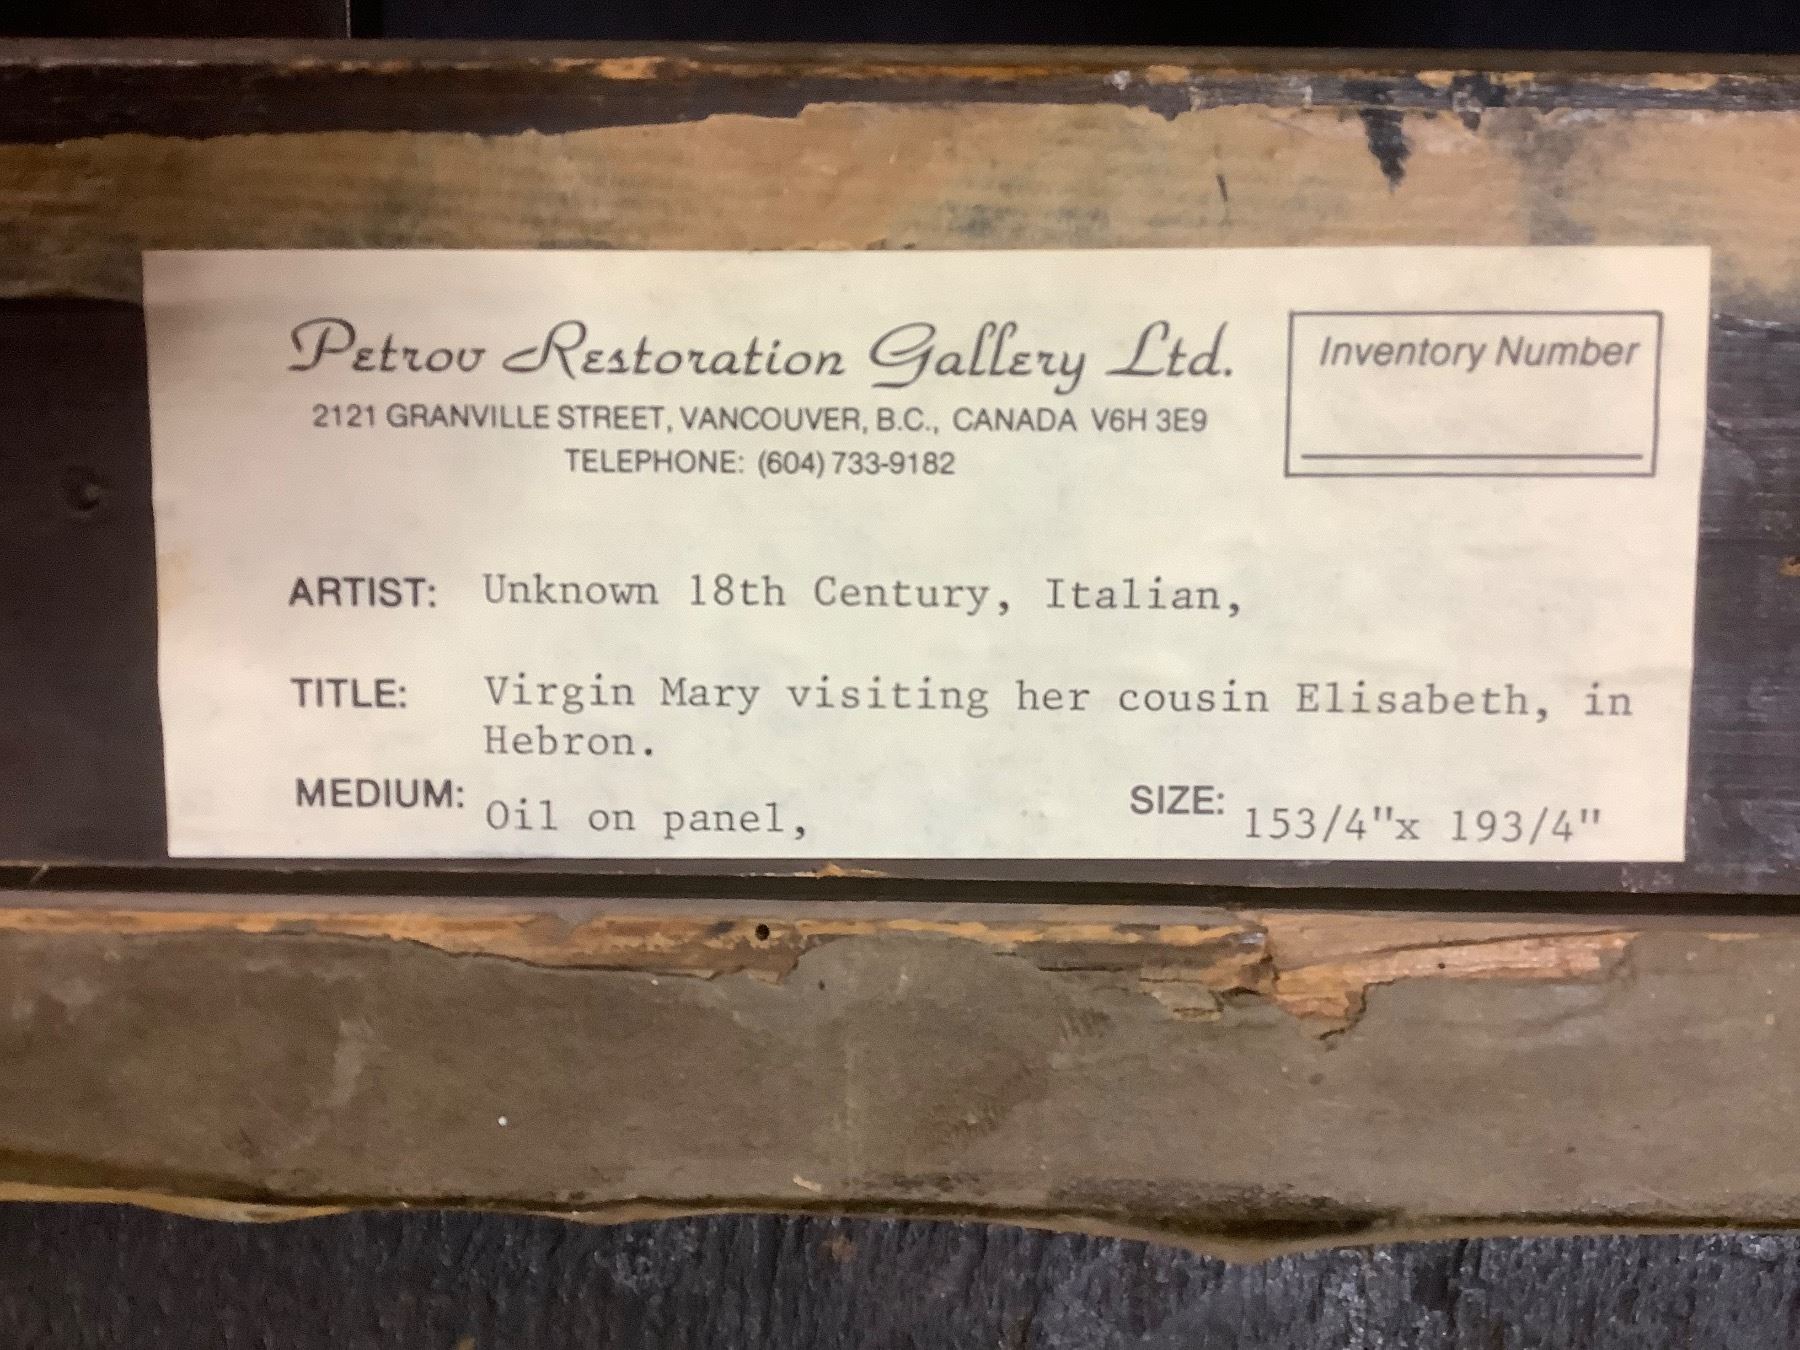 Petrov Restoration Gallery Ltd.
2121 GRANVILLE STREET, VANCOUVER, B.C., CANADA V6H 3E9
TELEPHONE: (604) 733-9182
Inventory Number
ARTIST: Unknown 18th Century, Italian,
TITLE: Virgin Mary visiting her cousin Elisabeth, in
Hebron.
MEDIUM: Oil on panel,
SIZE: 153/4"x 193/4"